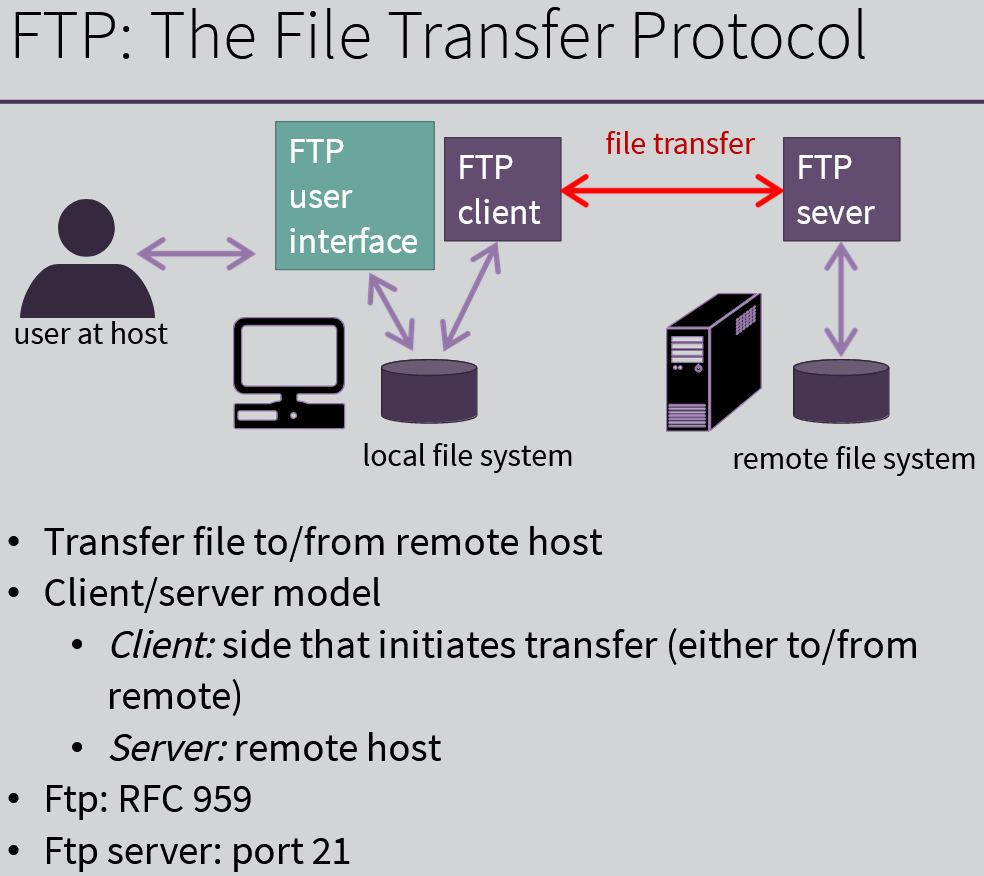 FTP: The File Transfer Protocol
FTP
user
interface
FTP
client
file transfer
FTP
sever
user at host
local file system
remote file system
• Transfer file to/from remote host
• Client/server model
• Client: side that initiates transfer (either to/from
remote)
• Server: remote host
• Ftp: RFC 959
• Ftp server: port 21